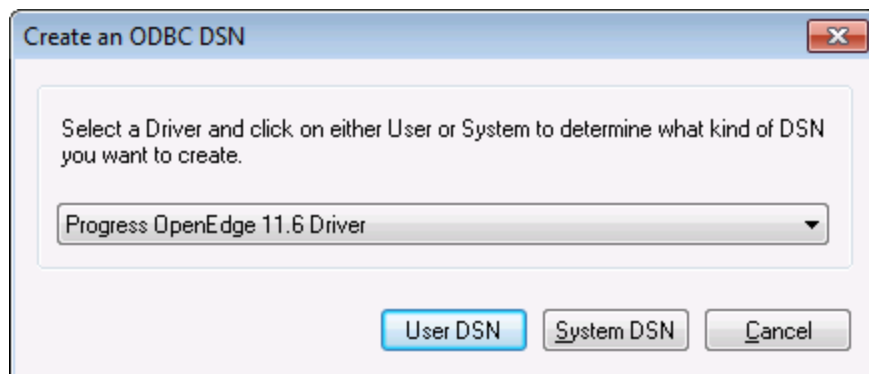 Create an ODBC DSN
Select a Driver and click on either User or System to determine what kind of DSN
you want to create.
Progress OpenEdge 11.6 Driver
User DSN System DSN Cancel